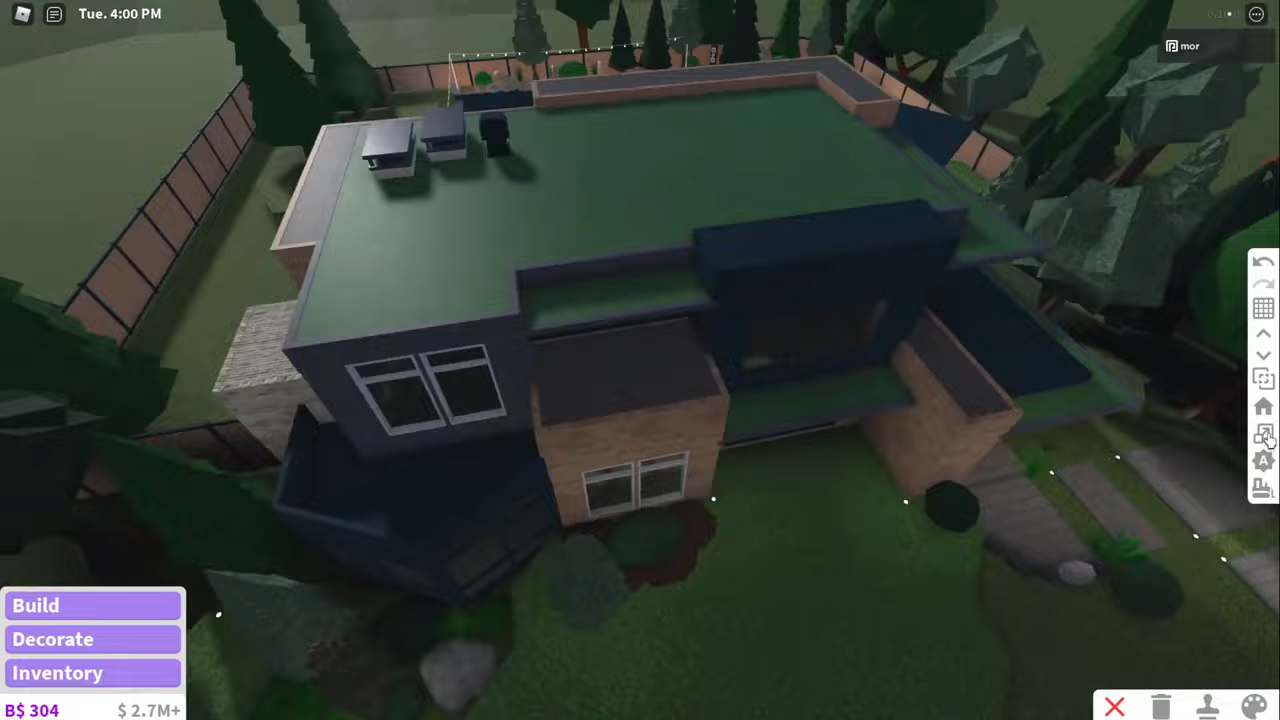 Tue. 4:00 PM
mor
Build
Decorate
Inventory
B$ 304
$ 2.7M+